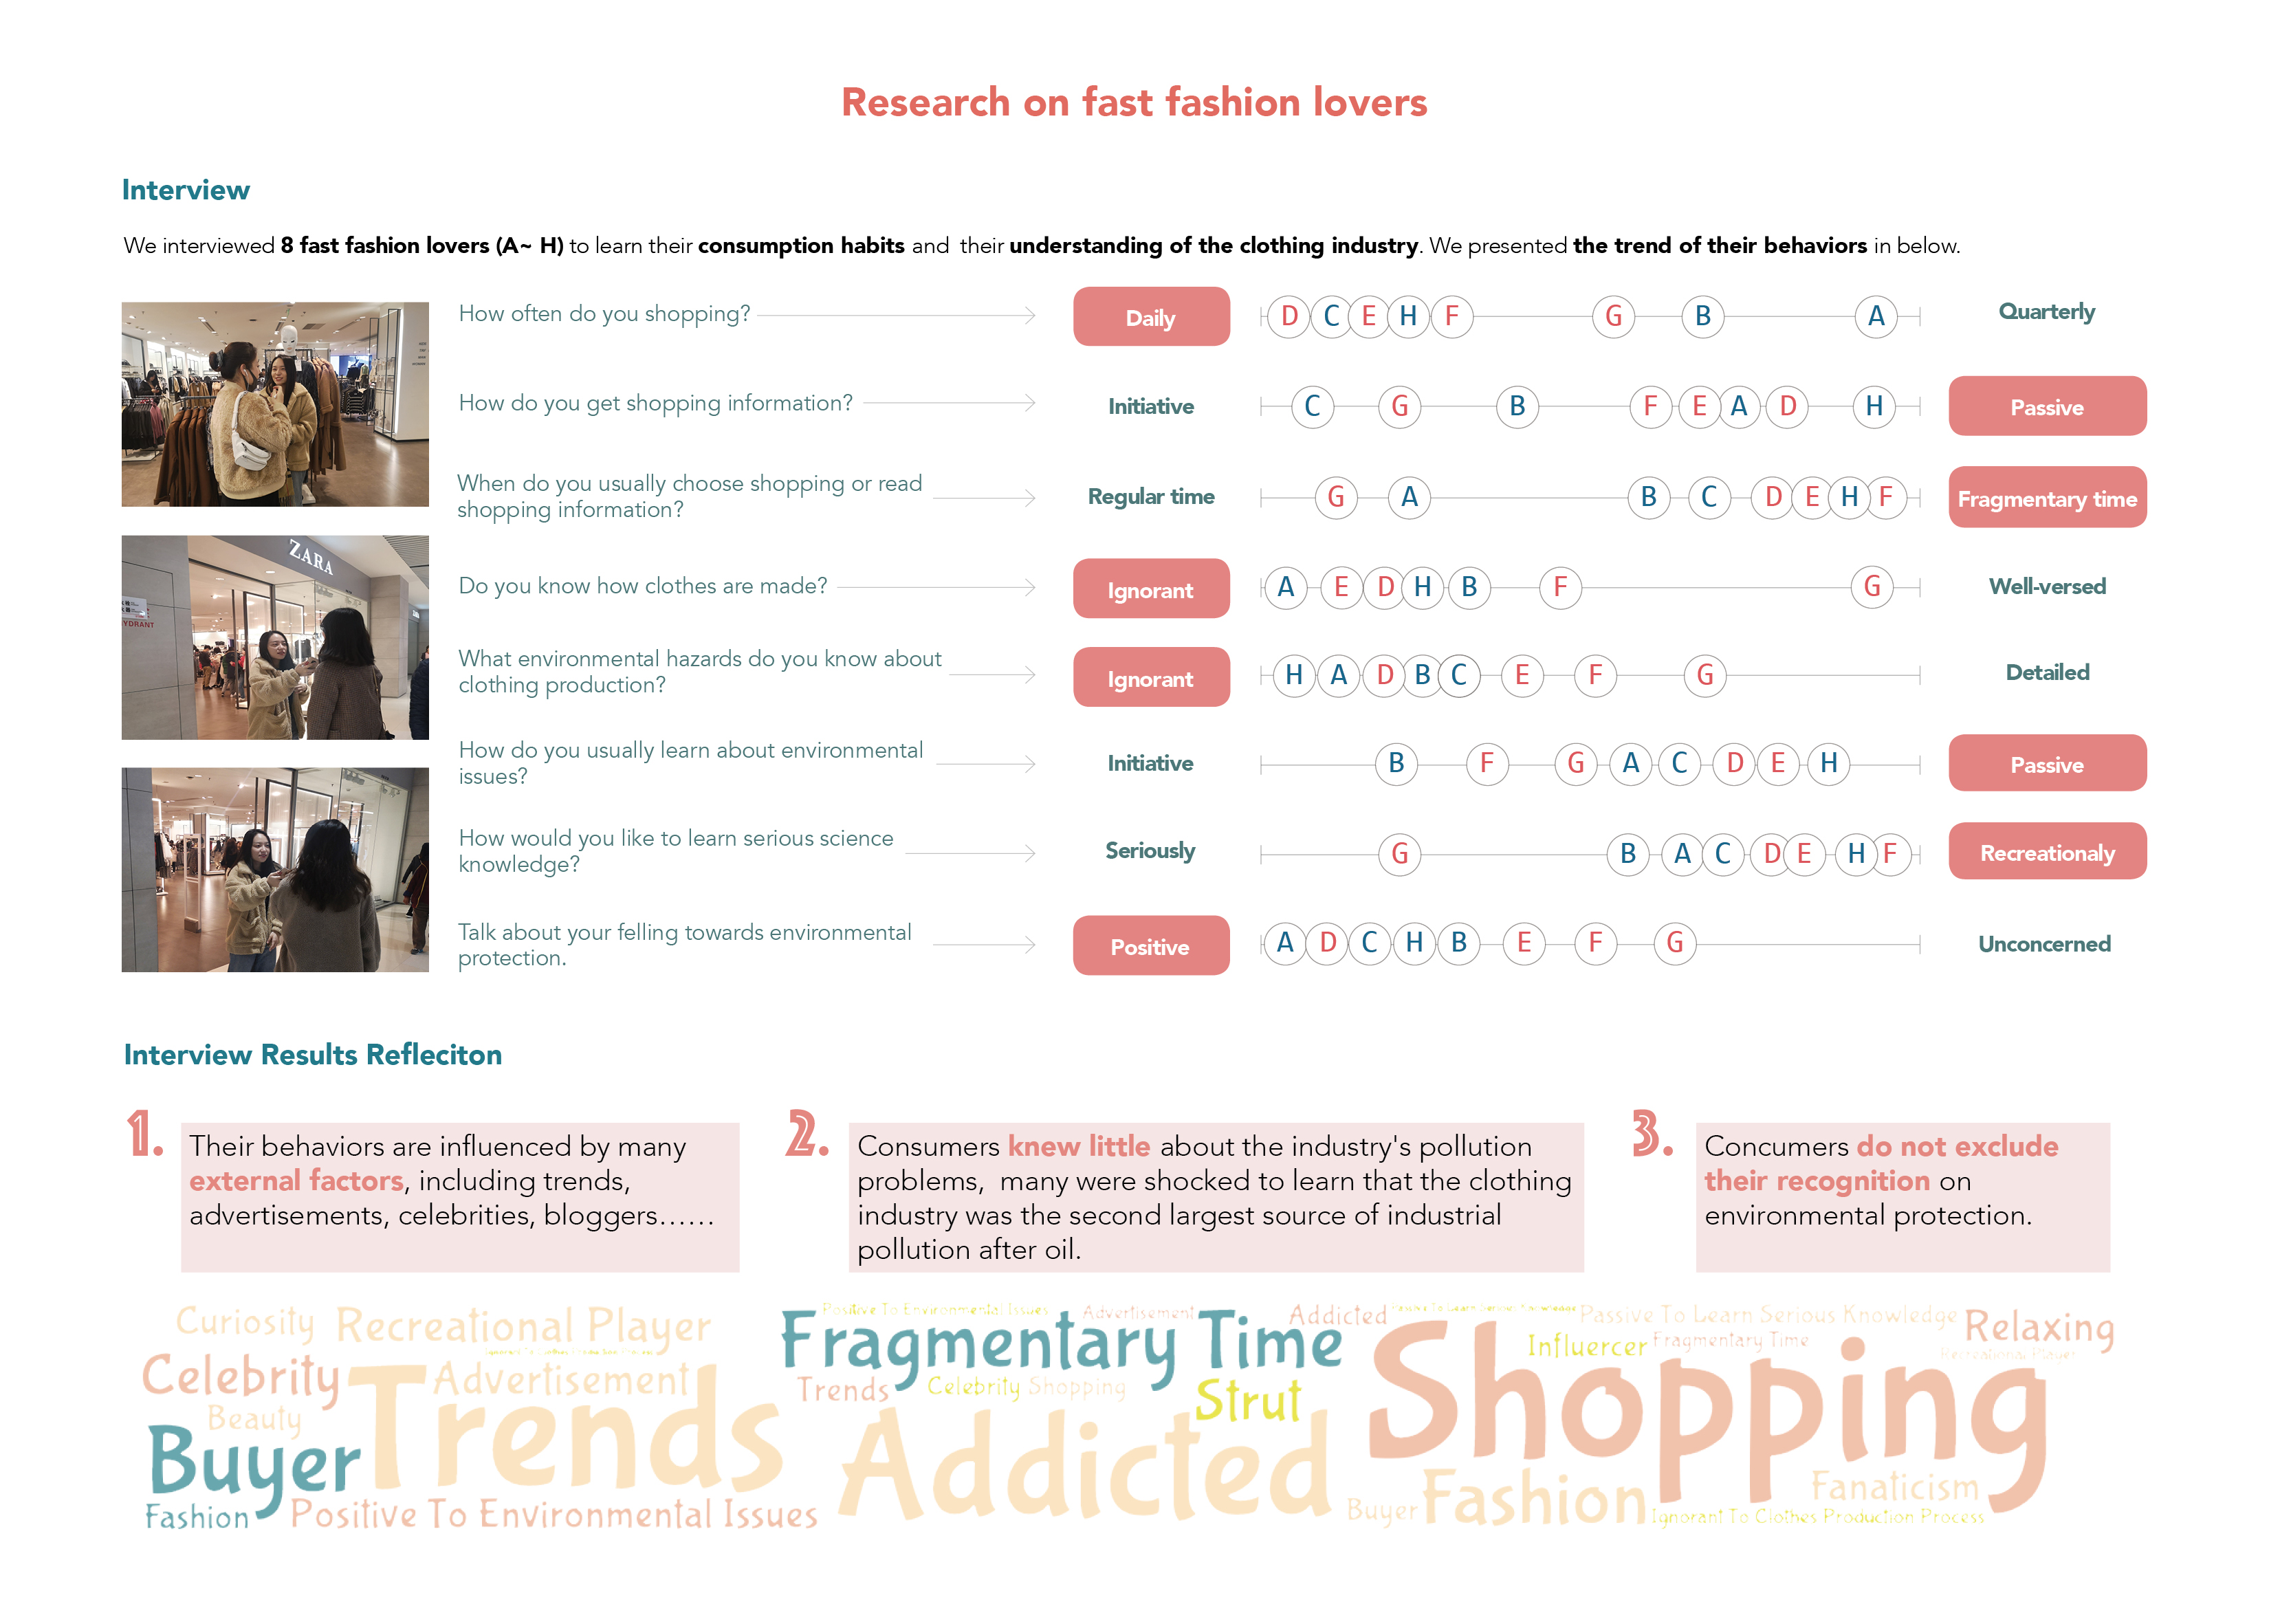 Research on fast fashion lovers
Interview
We interviewed 8 fast fashion lovers (A~ H) to learn their consumption habits and their understanding of the clothing industry. We presented the trend of their behaviors in below.
How often do you shopping?
Daily
D C E H F G B A
Quarterly
How do you get shopping information?
Initiative
C G B F E A D H
Passive
When do you usually choose shopping or read
shopping information?
Regular time
G A B C D E H F
Fragmentary time
ZARA
YDRANT
Do you know how clothes are made?
Ignorant
A E D H B F G
Well-versed
What environmental hazards do you know about
clothing production?
Ignorant
H A D B C E F G
Detailed
How do you usually learn about environmental
issues?
Initiative
B F G A C D E H
Passive
How would you like to learn serious science
knowledge?
Seriously
G B A C D E H F
Recreationaly
Talk about your felling towards environmental
protection.
Positive
A D C H B E F G
Unconcerned
Interview Results Refleciton
1.
Their behaviors are influenced by many
external factors, including trends,
advertisements, celebrities, bloggers......
2.
Consumers knew little about the industry's pollution
problems, many were shocked to learn that the clothing
industry was the second largest source of industrial
pollution after oil.
3.
Concumers do not exclude
their recognition on
environmental protection.
Curiosity
Recreational Player
Celebrity
Advertisement
Beauty
Trends
Buyer
Fashion
Positive To Environmental Issues
Positive To Environmental Issues
Advertisement
Fragmentary Time
Trends
Celebrity
Shopping
Strut
Addicted
Addicted
Passive To Learn Serious Knowledge
Influencer
Fragmentary Time
Relaxing
Recreational Player
Shopping
Buyer
Fashion
Fanaticism
Ignorant To Clothes Production Process